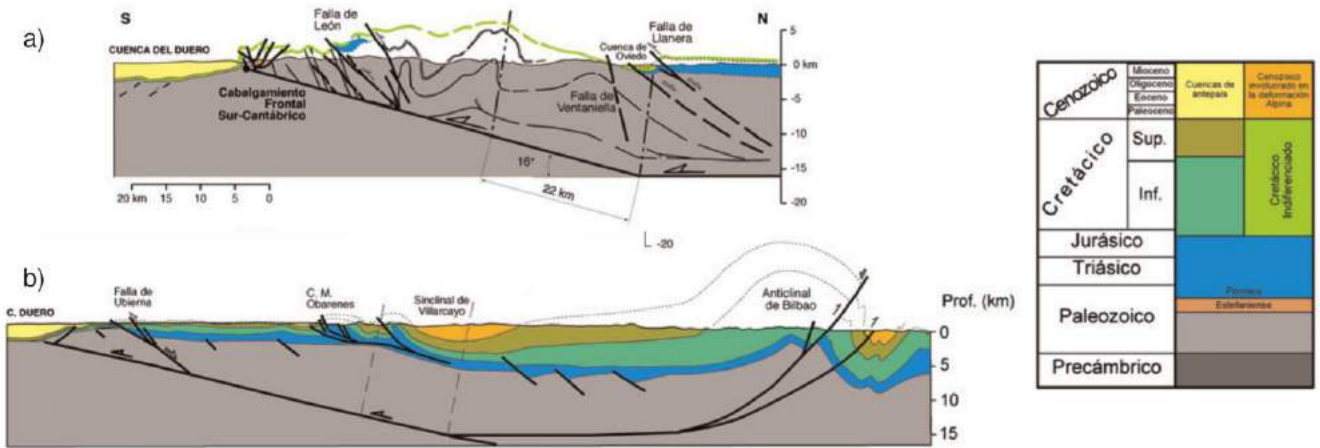 a)
S
N
Falla de
León
Falla de
Llanera
CUENCA DEL DUERO
Cuenca de
Oviedo
0 km
Cabalgamiento
Frontal
Sur-Cantábrico
Falla de
Ventaniella
-5
-10
16°
-15
20 km 15 10 5 0
22 km
-20
-20
b)
Falla de
Ubierna
C. M.
Obarenes
Sinclinal de
Villarcayo
Anticlinal
de Bilbao
Prof. (km)
C. DUERO
0
5
10
15
Cenozoico
Mioceno
Oligoceno
Eoceno
Paleoceno
Cuencas de
antepaís
Cenozoico
involucrado en
la deformación
Alpina
Cretácico
Sup.
Inf.
Cretácico
Indiferenciado
Jurásico
Triásico
Pérmico
Estefaniense
Paleozoico
Precámbrico